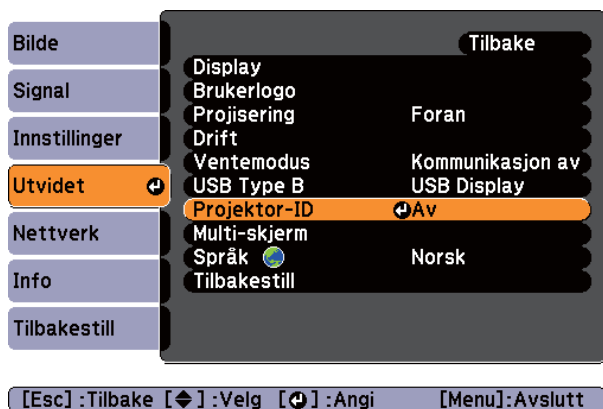 Bilde
Signal
Innstillinger
Utvidet
Nettverk
Info
Tilbakestill
Tilbake
Display
Brukerlogo
Projisering Foran
Drift
Ventemodus Kommunikasjon av
USB Type B USB Display
Projektor-ID Av
Multi-skjerm
Språk Norsk
Tilbakestill
[Esc] :Tilbake [◆] :Velg [⏎] :Angi [Menu]:Avslutt